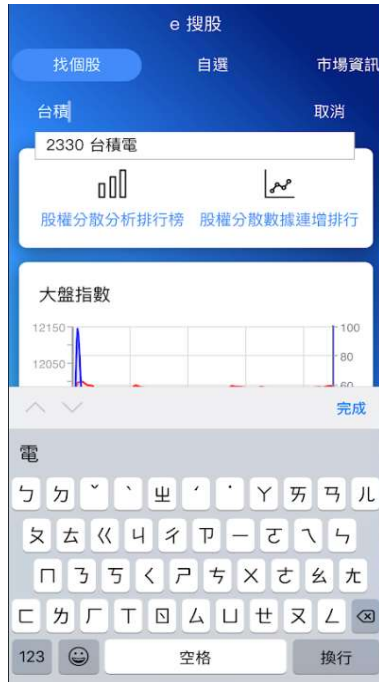 e 搜股
找個股 自選 市場資訊
台積 取消
2330 台積電
股權分散分析排行榜 股權分散數據連增排行
大盤指數
12150 100
12050 80
60
完成
電
ㄅ ㄉ ˇ ˋ ㄓ ˊ ˙ ㄚ ㄞ ㄢ ㄦ
ㄆ ㄊ ㄍ ㄐ ㄔ ㄗ ㄧ ㄛ ㄟ ㄣ
ㄇ ㄋ ㄎ ㄑ ㄕ ㄘ ㄨ ㄜ ㄠ ㄤ
ㄈ ㄌ ㄏ ㄒ ㄖ ㄙ ㄩ ㄝ ㄡ ㄥ
123 空格 換行